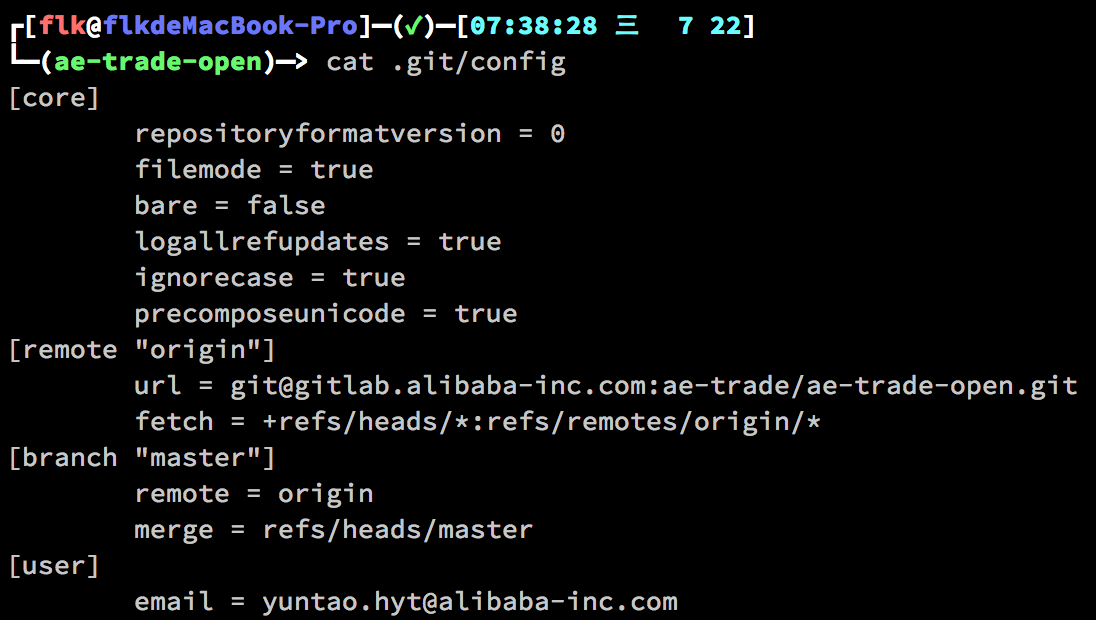 ┌[flk@flkdeMacBook-Pro]─(✓)─[07:38:28 三  7 22]
└─(ae-trade-open)─> cat .git/config
[core]
        repositoryformatversion = 0
        filemode = true
        bare = false
        logallrefupdates = true
        ignorecase = true
        precomposeunicode = true
[remote "origin"]
        url = git@gitlab.alibaba-inc.com:ae-trade/ae-trade-open.git
        fetch = +refs/heads/*:refs/remotes/origin/*
[branch "master"]
        remote = origin
        merge = refs/heads/master
[user]
        email = yuntao.hyt@alibaba-inc.com